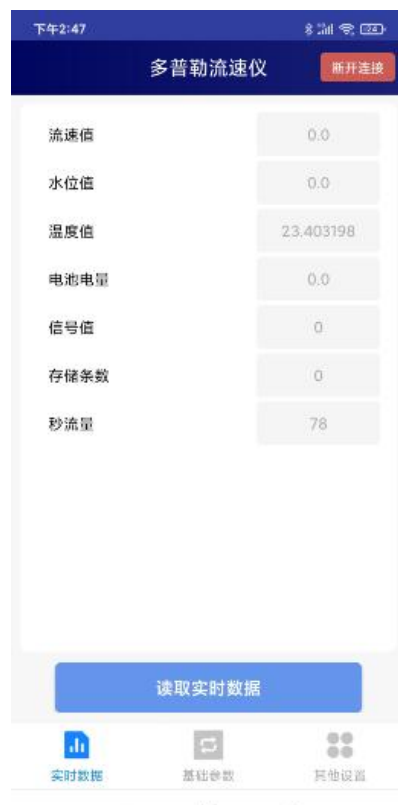 下午2:47
24
多普勒流速仪
断开连接
流速值 0.0
水位值 0.0
温度值 23.403198
电池电量 0.0
信号值 0
存储条数 0
秒流量 78
读取实时数据
实时数据 基础参数 其他设置